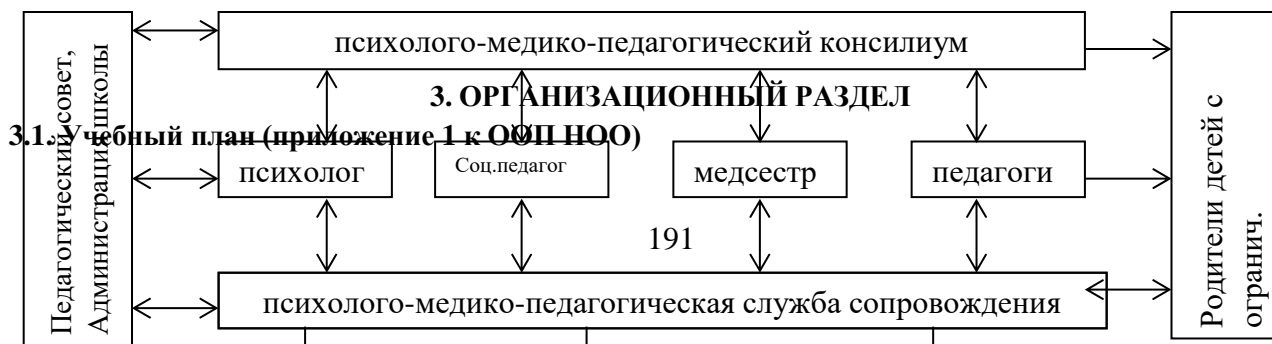 Педагогический совет,
Администрация школы
психолого-медико-педагогический консилиум
3. ОРГАНИЗАЦИОННЫЙ РАЗДЕЛ
3.1. Учебный план (приложение 1 к ООП НОО)
психолог
Соц.педагог
медсестр
педагоги
191
психолого-медико-педагогическая служба сопровождения
Родители детей с
огранич.